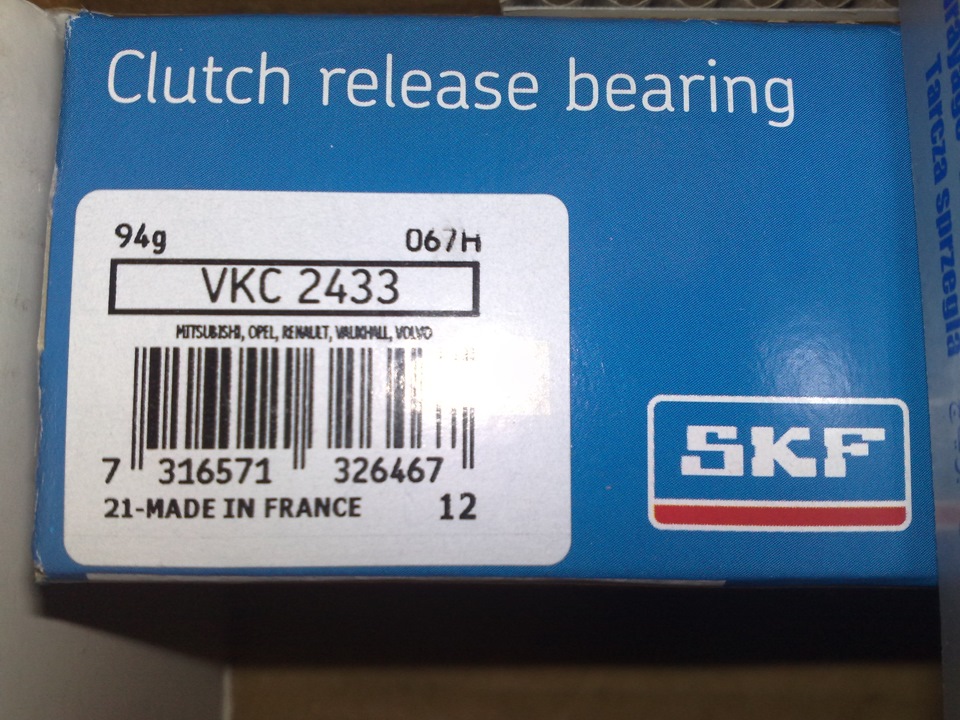 Clutch release bearing
94g 067H
VKC 2433
MITSUBISHI, OPEL, RENAULT, VAUXHALL, VOLVO
7 316571 326467
21-MADE IN FRANCE 12
SKF
Tarcza sprzęgła